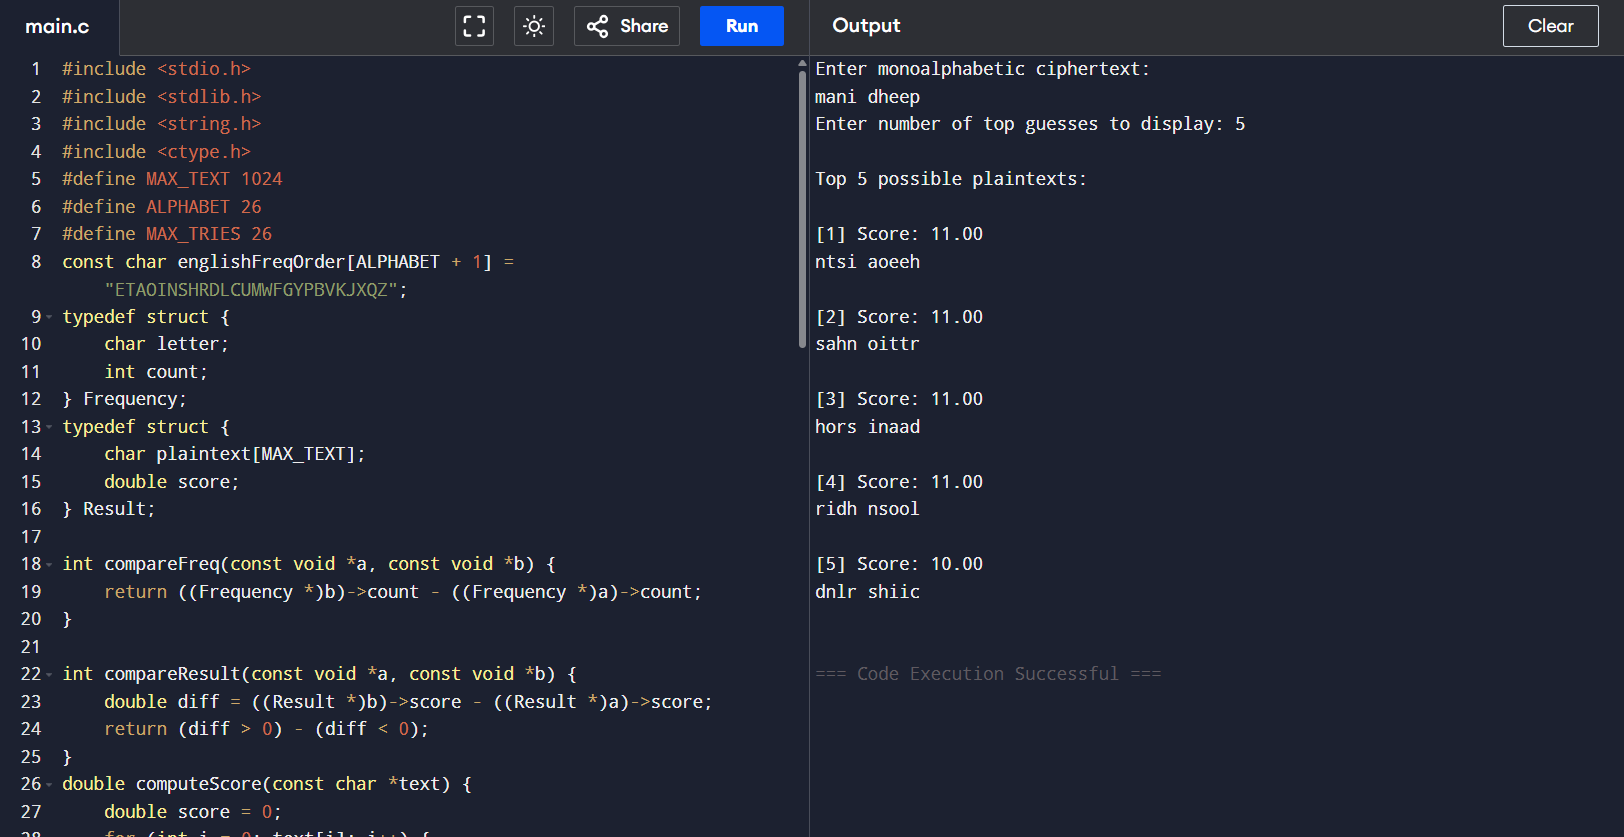 main.c
Share
Run
Output
Clear
1 #include <stdio.h>
2 #include <stdlib.h>
3 #include <string.h>
4 #include <ctype.h>
5 #define MAX_TEXT 1024
6 #define ALPHABET 26
7 #define MAX_TRIES 26
8 const char englishFreqOrder[ALPHABET + 1] =
"ETAOINSHRDLCUMWFGYPBVKJXQZ";
9 typedef struct {
10 char letter;
11 int count;
12 } Frequency;
13 typedef struct {
14 char plaintext[MAX_TEXT];
15 double score;
16 } Result;
17
18 int compareFreq(const void *a, const void *b) {
19 return ((Frequency *)b)->count - ((Frequency *)a)->count;
20 }
21
22 int compareResult(const void *a, const void *b) {
23 double diff = ((Result *)b)->score - ((Result *)a)->score;
24 return (diff > 0) - (diff < 0);
25 }
26 double computeScore(const char *text) {
27 double score = 0;
28 for (int i = 0; text[i]; i++) {
Enter monoalphabetic ciphertext:
mani dheep
Enter number of top guesses to display: 5
Top 5 possible plaintexts:
[1] Score: 11.00
ntsi aoeeh
[2] Score: 11.00
sahn oittr
[3] Score: 11.00
hors inaad
[4] Score: 11.00
ridh nsool
[5] Score: 10.00
dnlr shiic
=== Code Execution Successful ===